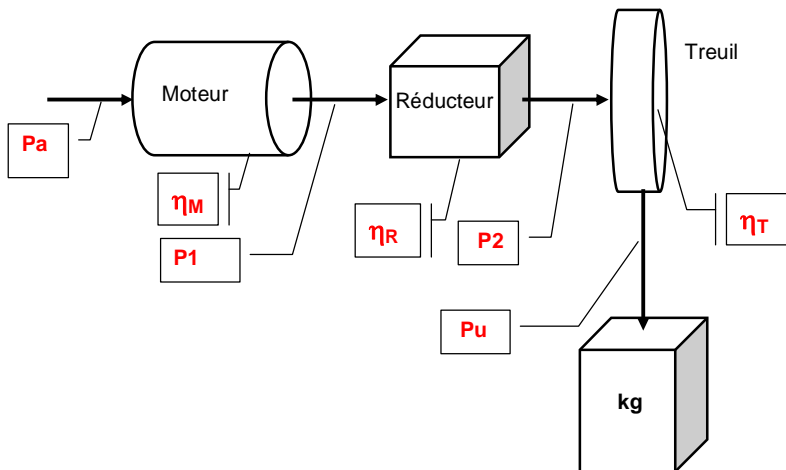 Treuil
Moteur
Réducteur
Pa
ηM
P1
ηR
P2
ηT
Pu
kg